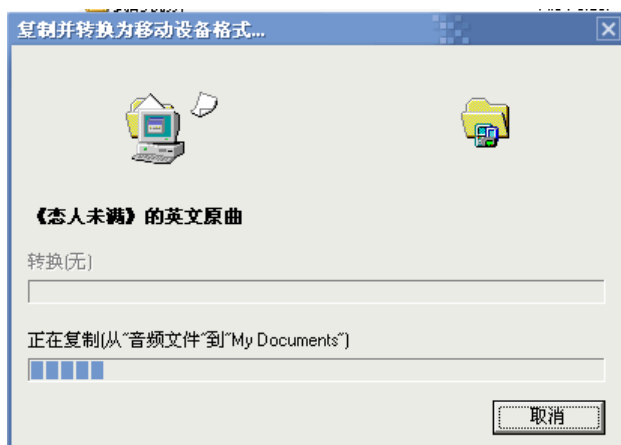 复制并转换为移动设备格式...
《恋人未满》的英文原曲
转换(无)
正在复制(从"音频文件"到"My Documents")
取消